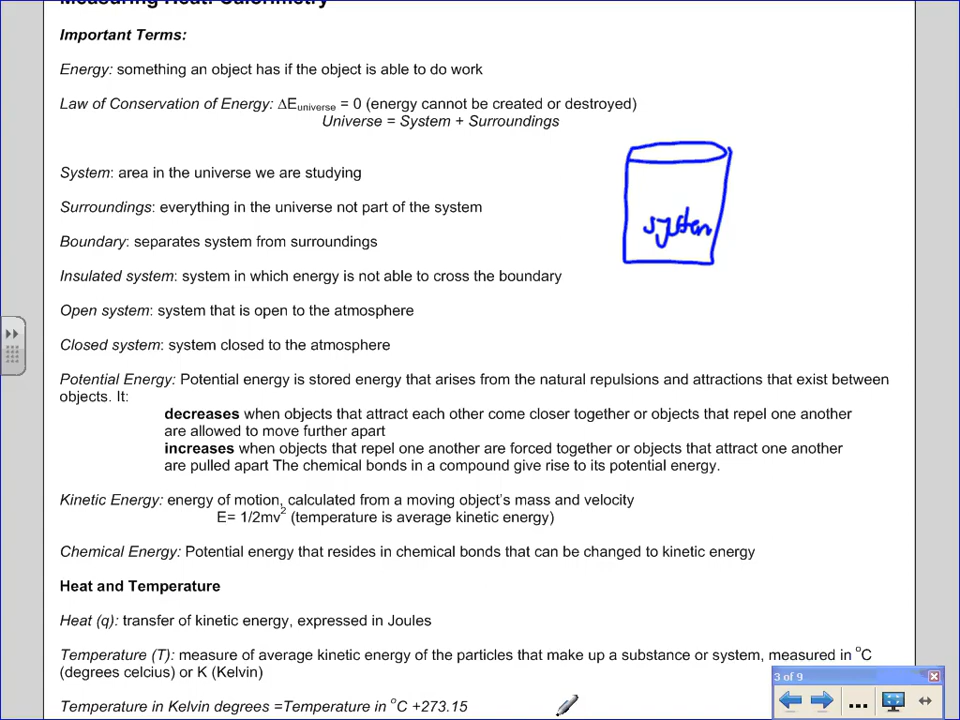 Measuring Heat: Calorimetry
Important Terms:
Energy: something an object has if the object is able to do work
Law of Conservation of Energy: ∆Euniverse = 0 (energy cannot be created or destroyed)
Universe = System + Surroundings
System: area in the universe we are studying
Surroundings: everything in the universe not part of the system
system
Boundary: separates system from surroundings
Insulated system: system in which energy is not able to cross the boundary
Open system: system that is open to the atmosphere
Closed system: system closed to the atmosphere
Potential Energy: Potential energy is stored energy that arises from the natural repulsions and attractions that exist between
objects. It:
decreases when objects that attract each other come closer together or objects that repel one another
are allowed to move further apart
increases when objects that repel one another are forced together or objects that attract one another
are pulled apart The chemical bonds in a compound give rise to its potential energy.
Kinetic Energy: energy of motion, calculated from a moving object's mass and velocity
E= 1/2mv² (temperature is average kinetic energy)
Chemical Energy: Potential energy that resides in chemical bonds that can be changed to kinetic energy
Heat and Temperature
Heat (q): transfer of kinetic energy, expressed in Joules
Temperature (T): measure of average kinetic energy of the particles that make up a substance or system, measured in °C
(degrees celcius) or K (Kelvin)
3 of 9
Temperature in Kelvin degrees =Temperature in °C +273.15